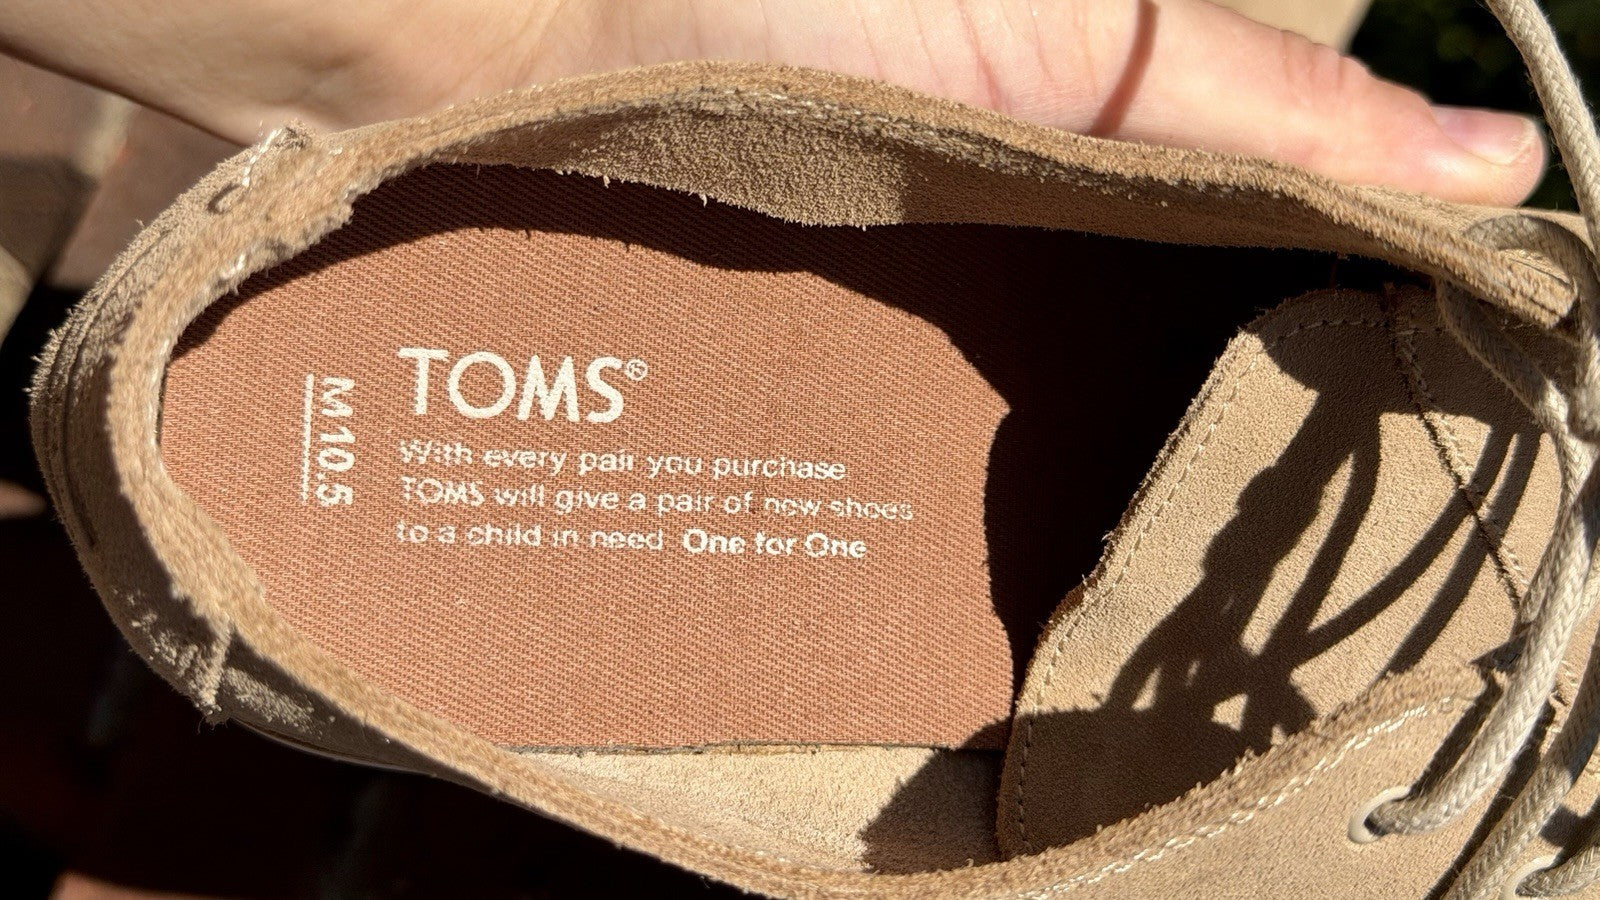 TOMS®
With every pair you purchase
TOMS will give a pair of new shoes
to a child in need. One for One
M 10.5